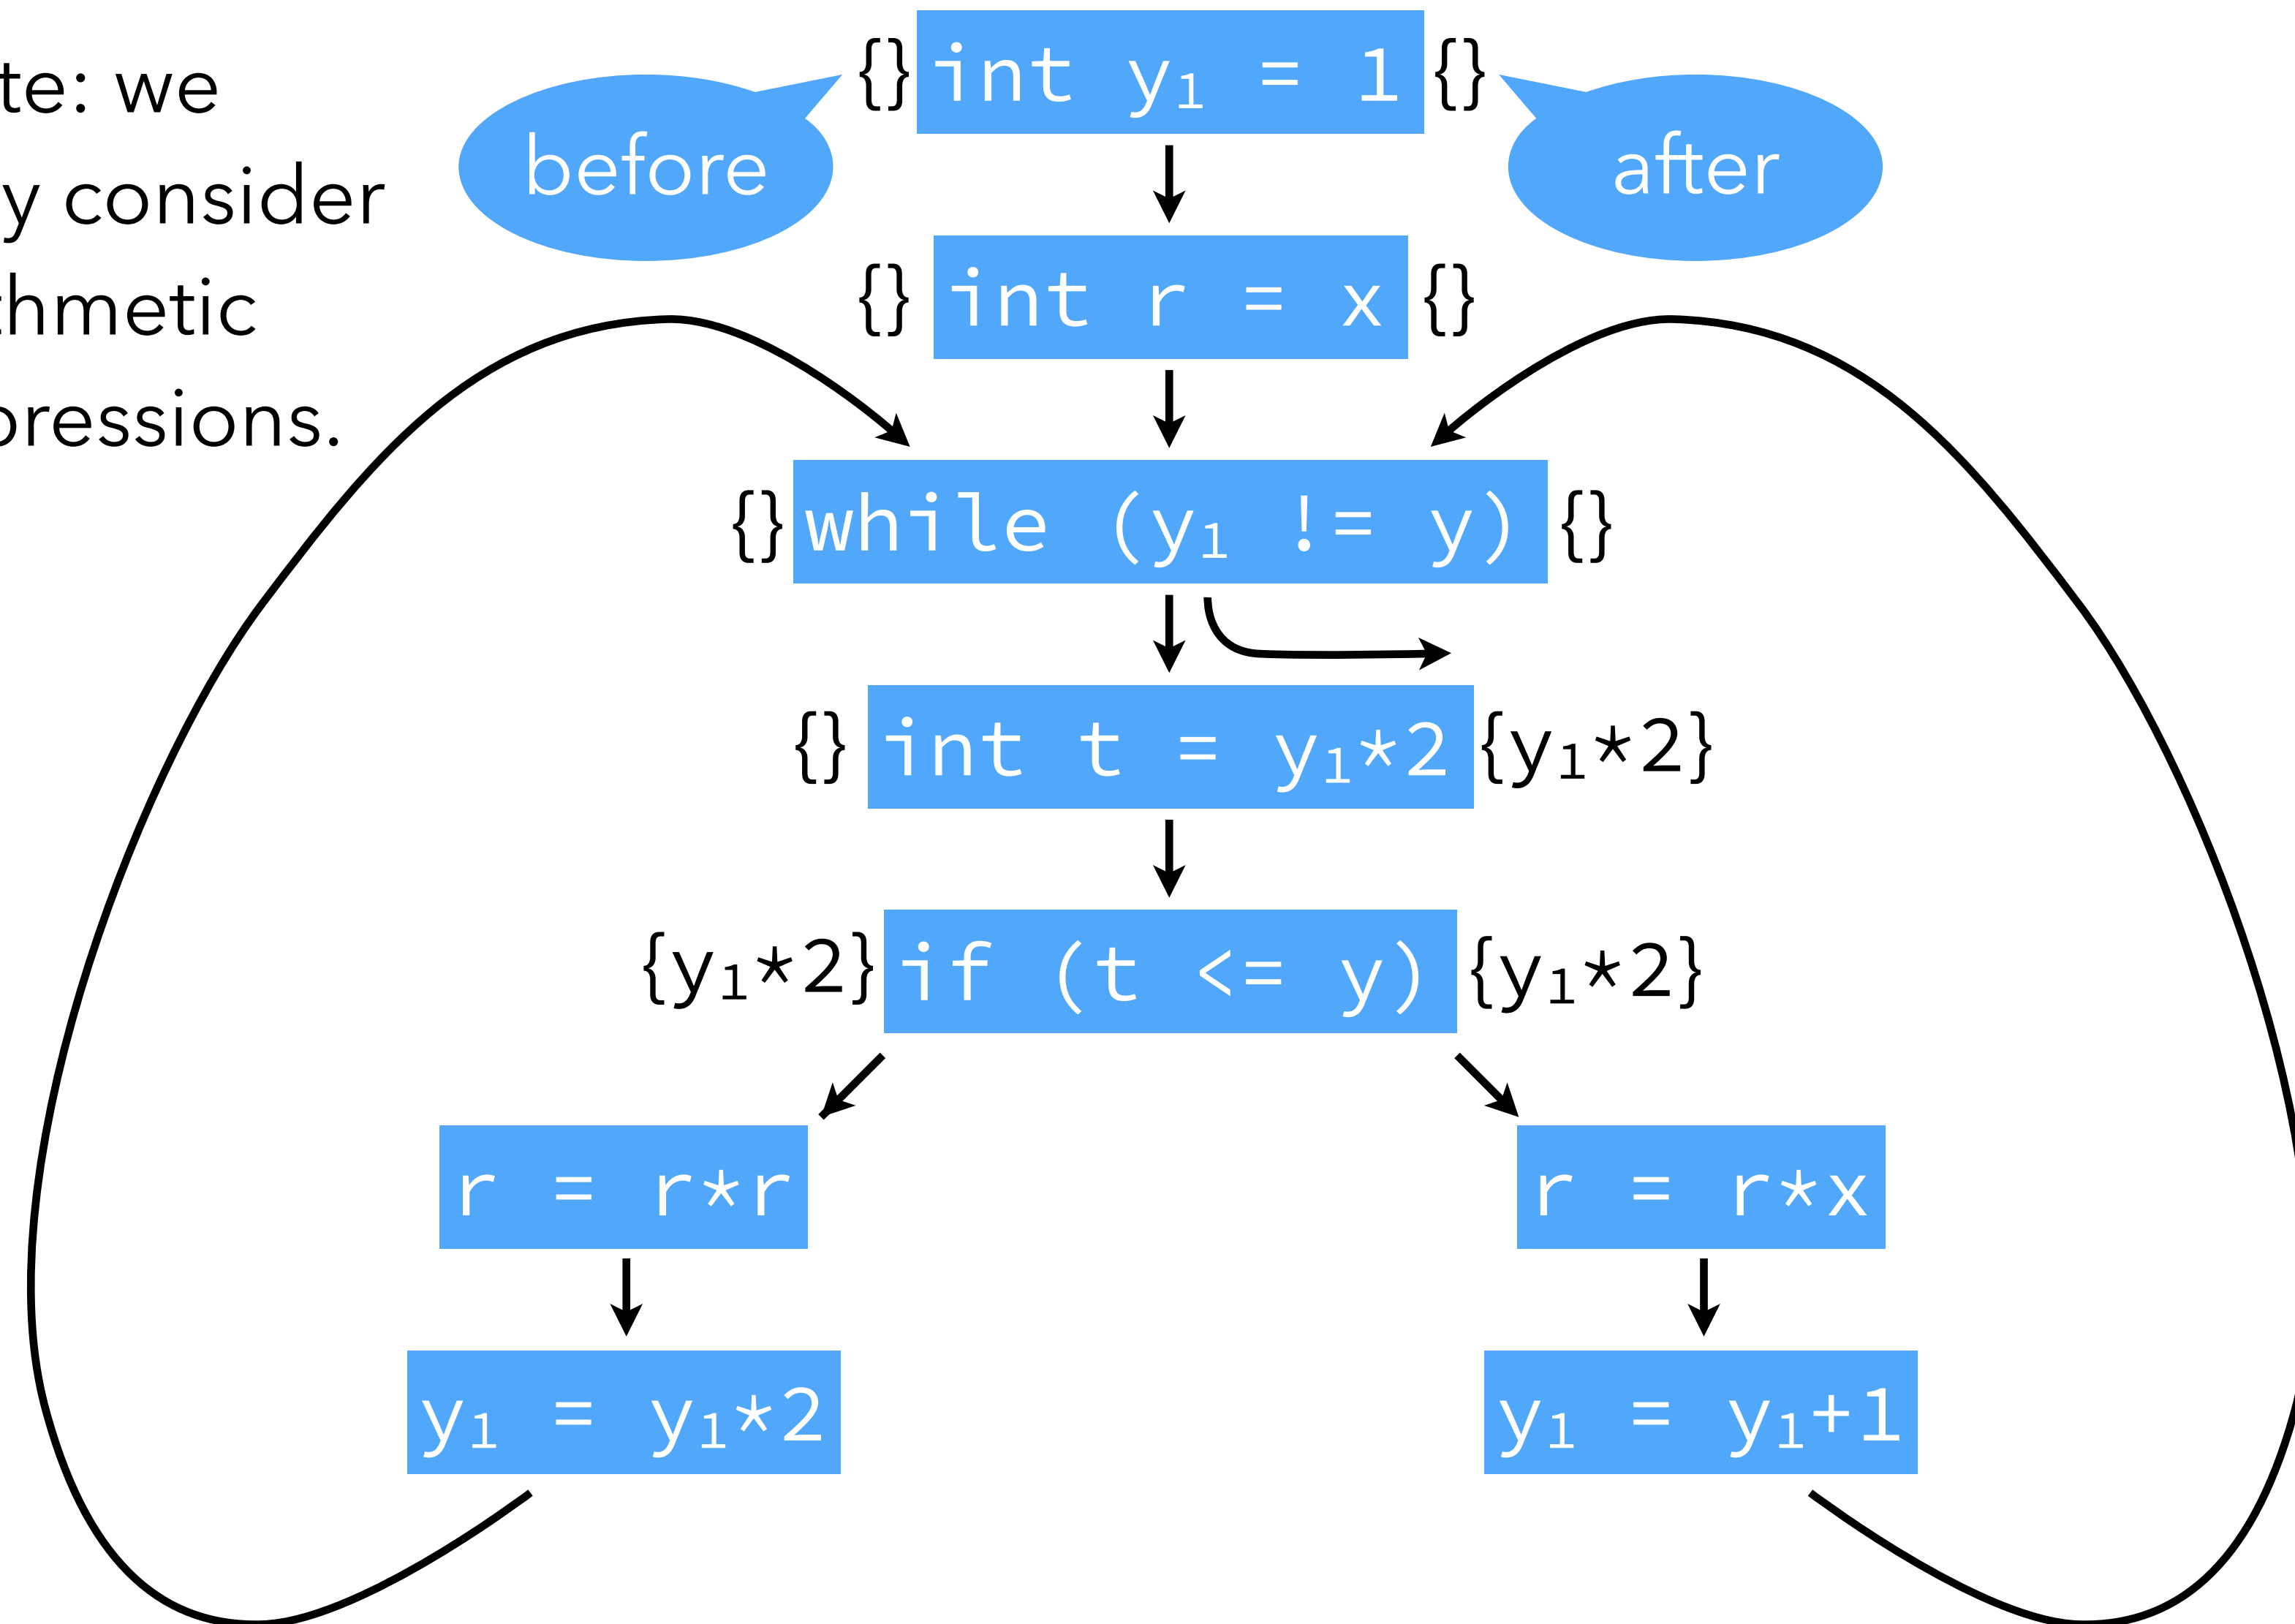 {} int y₁ = 1 {}
te: we
y consider
hmetic
ressions.
before
after
{} int r = x {}
{} while (y₁ != y) {}
{} int t = y₁*2 {y₁*2}
{y₁*2} if (t <= y) {y₁*2}
r = r*r
r = r*x
y₁ = y₁*2
y₁ = y₁+1